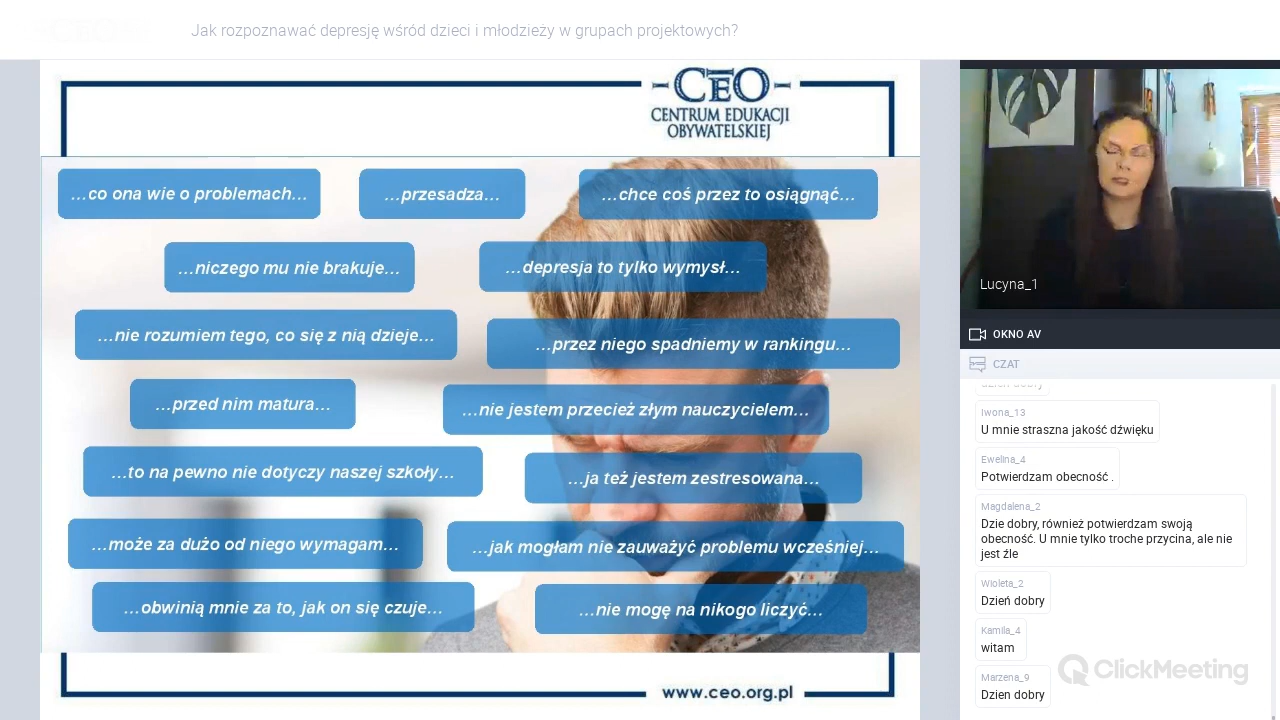 Jak rozpoznawać depresję wśród dzieci i młodzieży w grupach projektowych?
CEO
CENTRUM EDUKACJI
OBYWATELSKIEJ
...co ona wie o problemach...
...przesadza...
...chce coś przez to osiągnąć...
...niczego mu nie brakuje...
...depresja to tylko wymysł...
...nie rozumiem tego, co się z nią dzieje...
...przez niego spadniemy w rankingu...
...przed nim matura...
...nie jestem przecież złym nauczycielem...
...to na pewno nie dotyczy naszej szkoły...
...ja też jestem zestresowana...
...może za dużo od niego wymagam...
...jak mogłam nie zauważyć problemu wcześniej...
...obwinią mnie za to, jak on się czuje...
...nie mogę na nikogo liczyć...
www.ceo.org.pl
Lucyna_1
OKNO AV
CZAT
Iwona_13
U mnie straszna jakość dźwięku
Ewelina_4
Potwierdzam obecność .
Magdalena_2
Dzie dobry, również potwierdzam swoją
obecność. U mnie tylko troche przycina, ale nie
jest źle
Wioleta_2
Dzień dobry
Kamila_4
witam
Marzena_9
Dzien dobry
ClickMeeting